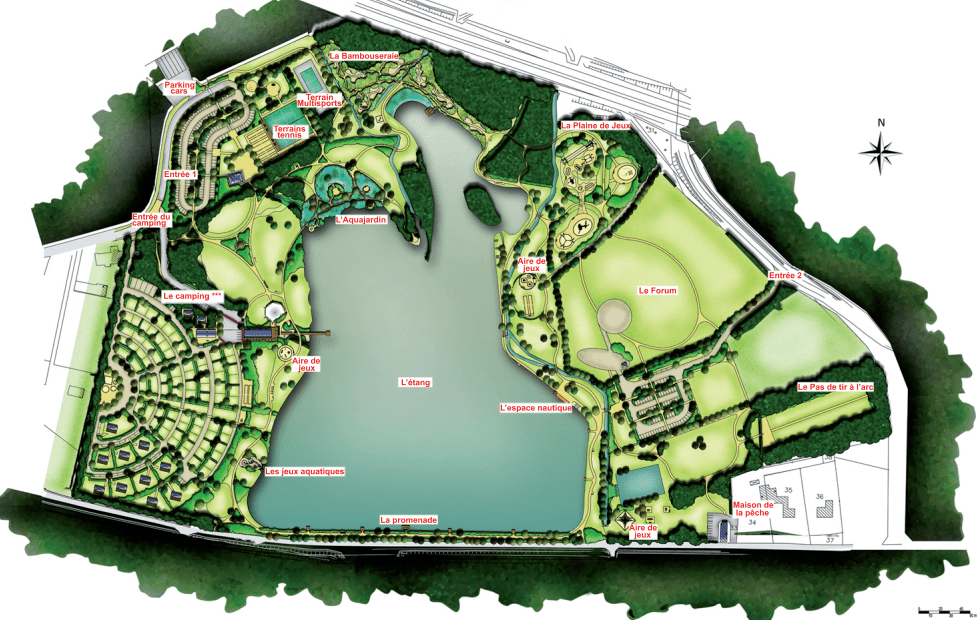 La Bambouseraie
Parking
cars
Terrain
Multisports
Terrains
tennis
La Plaine de Jeux
N
Entrée 1
Entrée du
camping
L'Aquajardin
Aire de
jeux
Entrée 2
Le Forum
Le camping ***
Aire de
jeux
L'étang
Le Pas de tir à l'arc
L'espace nautique
Les jeux aquatiques
35
36
Maison de
la pêche
34
La promenade
Aire de
jeux
37